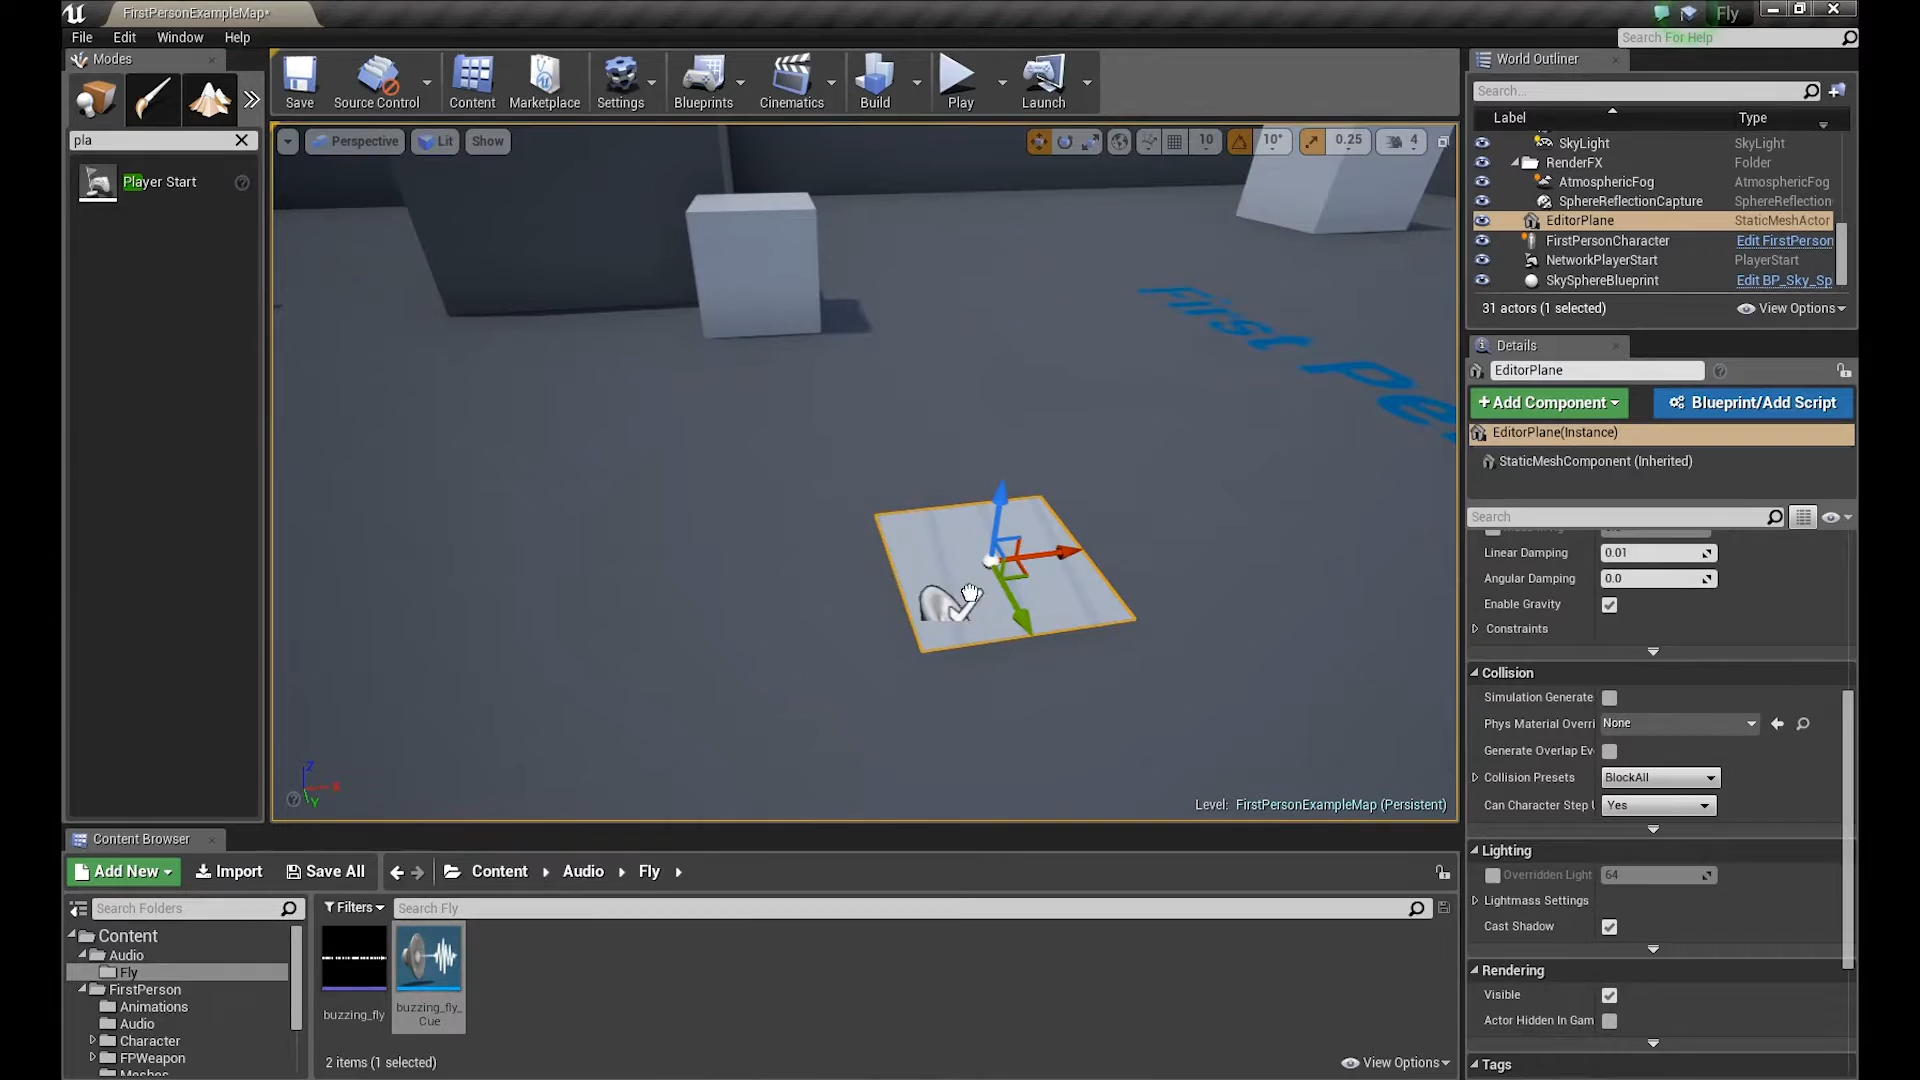 FirstPersonExampleMap*
Fly
File Edit Window Help
Search For Help
Modes
World Outliner
Save Source Control Content Marketplace Settings Blueprints Cinematics Build Play Launch
Search...
Label Type
pla
Player Start
Perspective Lit Show
10 10° 0.25 4
SkyLight SkyLight
RenderFX Folder
AtmosphericFog AtmosphericFog
SphereReflectionCapture SphereReflection
EditorPlane StaticMeshActor
FirstPersonCharacter Edit FirstPerson
NetworkPlayerStart PlayerStart
SkySphereBlueprint Edit BP_Sky_Sp
31 actors (1 selected) View Options
First Pe
Details
EditorPlane
+Add Component Blueprint/Add Script
EditorPlane(Instance)
StaticMeshComponent (Inherited)
Search
Linear Damping 0.01
Angular Damping 0.0
Enable Gravity
Constraints
Collision
Simulation Generate
Phys Material Overri None
Generate Overlap Ev
Collision Presets BlockAll
Can Character Step U Yes
Z
X
Y
Level: FirstPersonExampleMap (Persistent)
Lighting
Overridden Light 64
Lightmass Settings
Cast Shadow
Rendering
Visible
Actor Hidden In Gam
Tags
Content Browser
Add New Import Save All Content Audio Fly
Search Folders
Filters Search Fly
Content
Audio
Fly
FirstPerson
Animations
Audio
Character
FPWeapon
Meshes
buzzing_fly
buzzing_fly_
Cue
2 items (1 selected) View Options